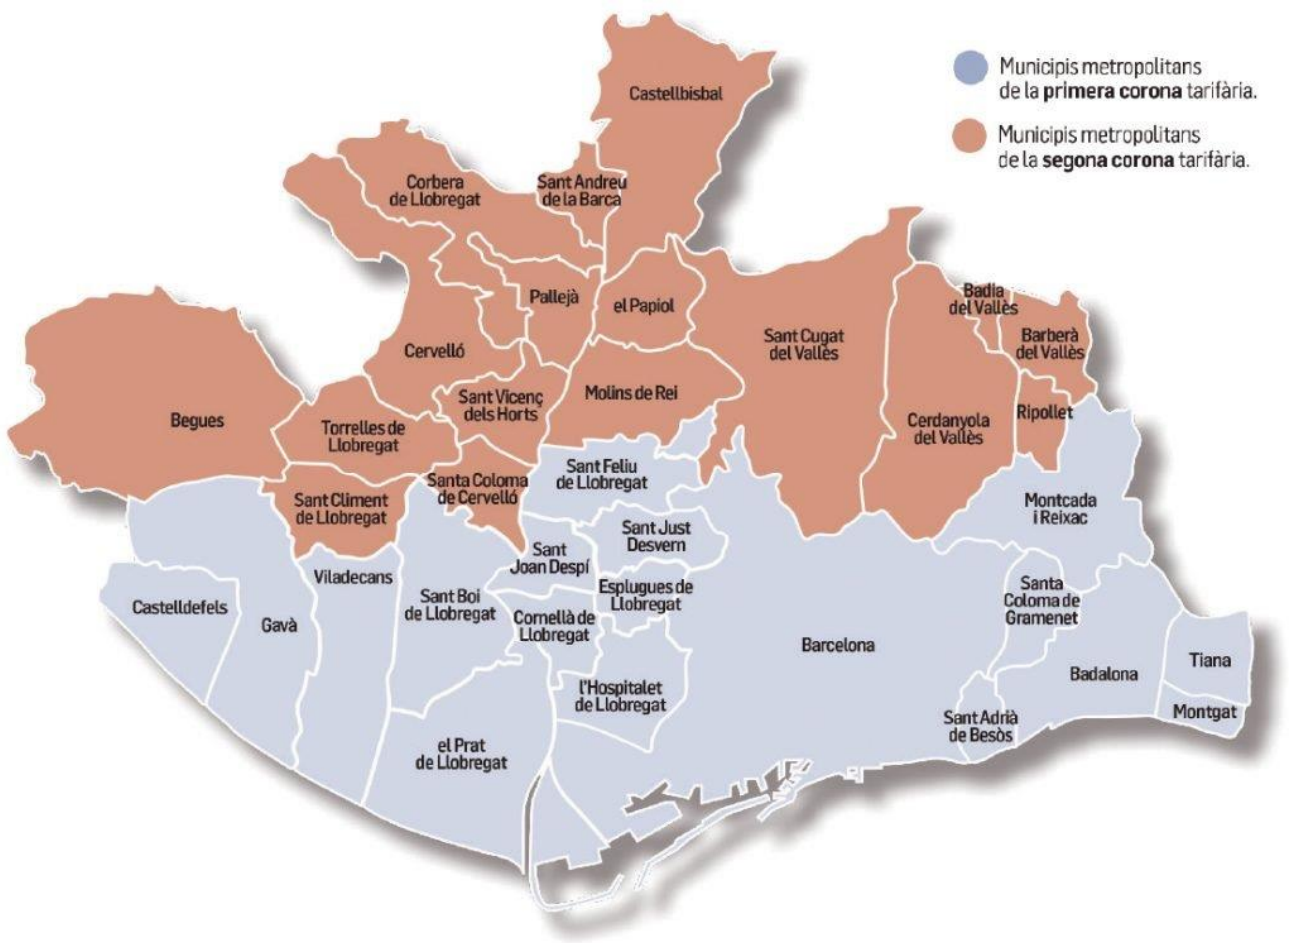 Municipis metropolitans
de la primera corona tarifària.
Municipis metropolitans
de la segona corona tarifària.
Castellbisbal
Corbera
de Llobregat
Sant Andreu
de la Barca
Pallejà
el Papiol
Badia
del Vallès
Sant Cugat
del Vallès
Barberà
del Vallès
Cervelló
Sant Vicenç
dels Horts
Molins de Rei
Begues
Torrelles de
Llobregat
Cerdanyola
del Vallès
Ripollet
Sant Climent
de Llobregat
Santa Coloma
de Cervelló
Sant Feliu
de Llobregat
Montcada
i Reixac
Sant Just
Desvern
Sant
Joan Despí
Viladecans
Castelldefels
Gavà
Sant Boi
de Llobregat
Esplugues de
Llobregat
Cornellà de
Llobregat
Santa
Coloma de
Gramenet
Barcelona
Badalona
Tiana
l'Hospitalet
de Llobregat
Montgat
Sant Adrià
de Besòs
el Prat
de Llobregat